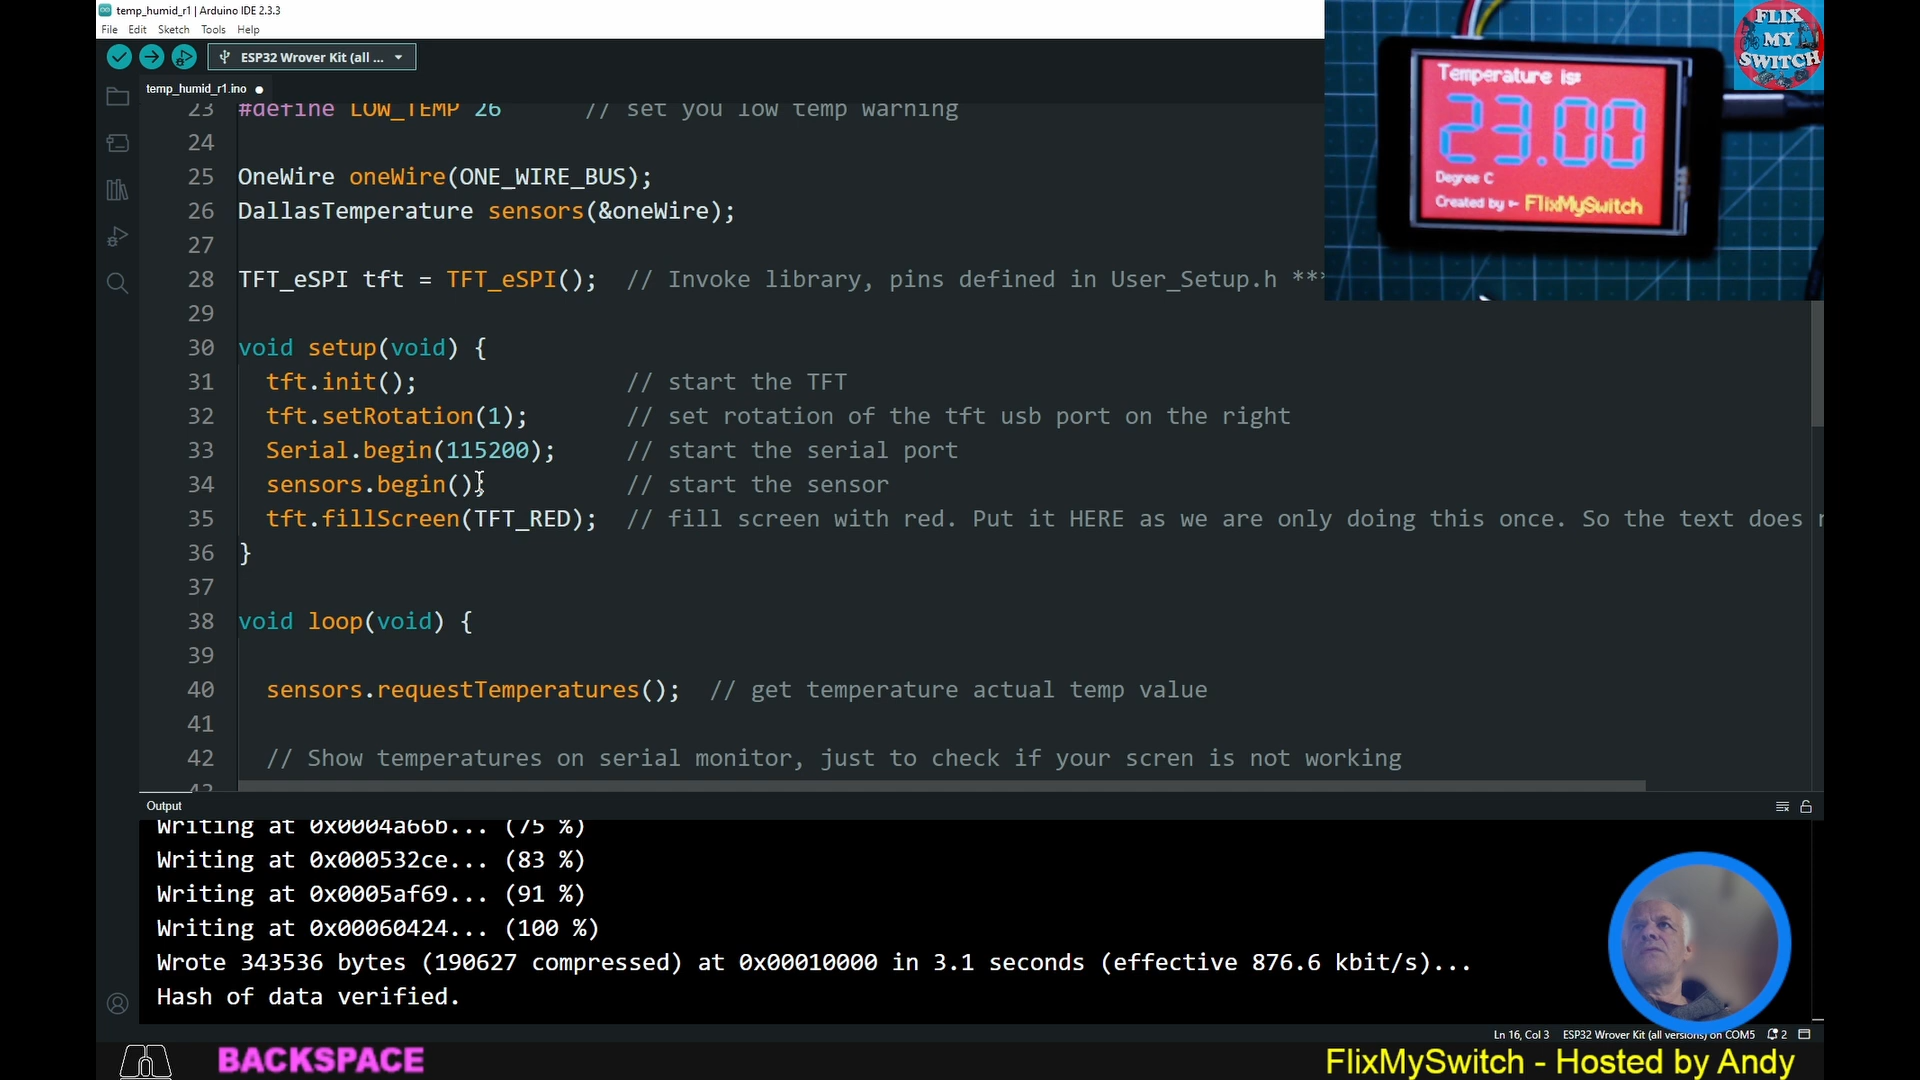 temp_humid_r1 | Arduino IDE 2.3.3
File Edit Sketch Tools Help
ESP32 Wrover Kit (all ...
temp_humid_r1.ino
23 #define LOW_TEMP 26 // set you low temp warning
24
25 OneWire oneWire(ONE_WIRE_BUS);
26 DallasTemperature sensors(&oneWire);
27
28 TFT_eSPI tft = TFT_eSPI(); // Invoke library, pins defined in User_Setup.h **
29
30 void setup(void) {
31 tft.init(); // start the TFT
32 tft.setRotation(1); // set rotation of the tft usb port on the right
33 Serial.begin(115200); // start the serial port
34 sensors.begin(); // start the sensor
35 tft.fillScreen(TFT_RED); // fill screen with red. Put it HERE as we are only doing this once. So the text does
36 }
37
38 void loop(void) {
39
40 sensors.requestTemperatures(); // get temperature actual temp value
41
42 // Show temperatures on serial monitor, just to check if your scren is not working
Output
Writing at 0x0004a66b... (75 %)
Writing at 0x000532ce... (83 %)
Writing at 0x0005af69... (91 %)
Writing at 0x00060424... (100 %)
Wrote 343536 bytes (190627 compressed) at 0x00010000 in 3.1 seconds (effective 876.6 kbit/s)...
Hash of data verified.
Ln 16, Col 3 ESP32 Wrover Kit (all versions) on COM5 2
BACKSPACE
FlixMySwitch - Hosted by Andy
Temperature is:
23.00
Degree C
Created by :- FlixMySwitch
FLIX
MY
SWITCH